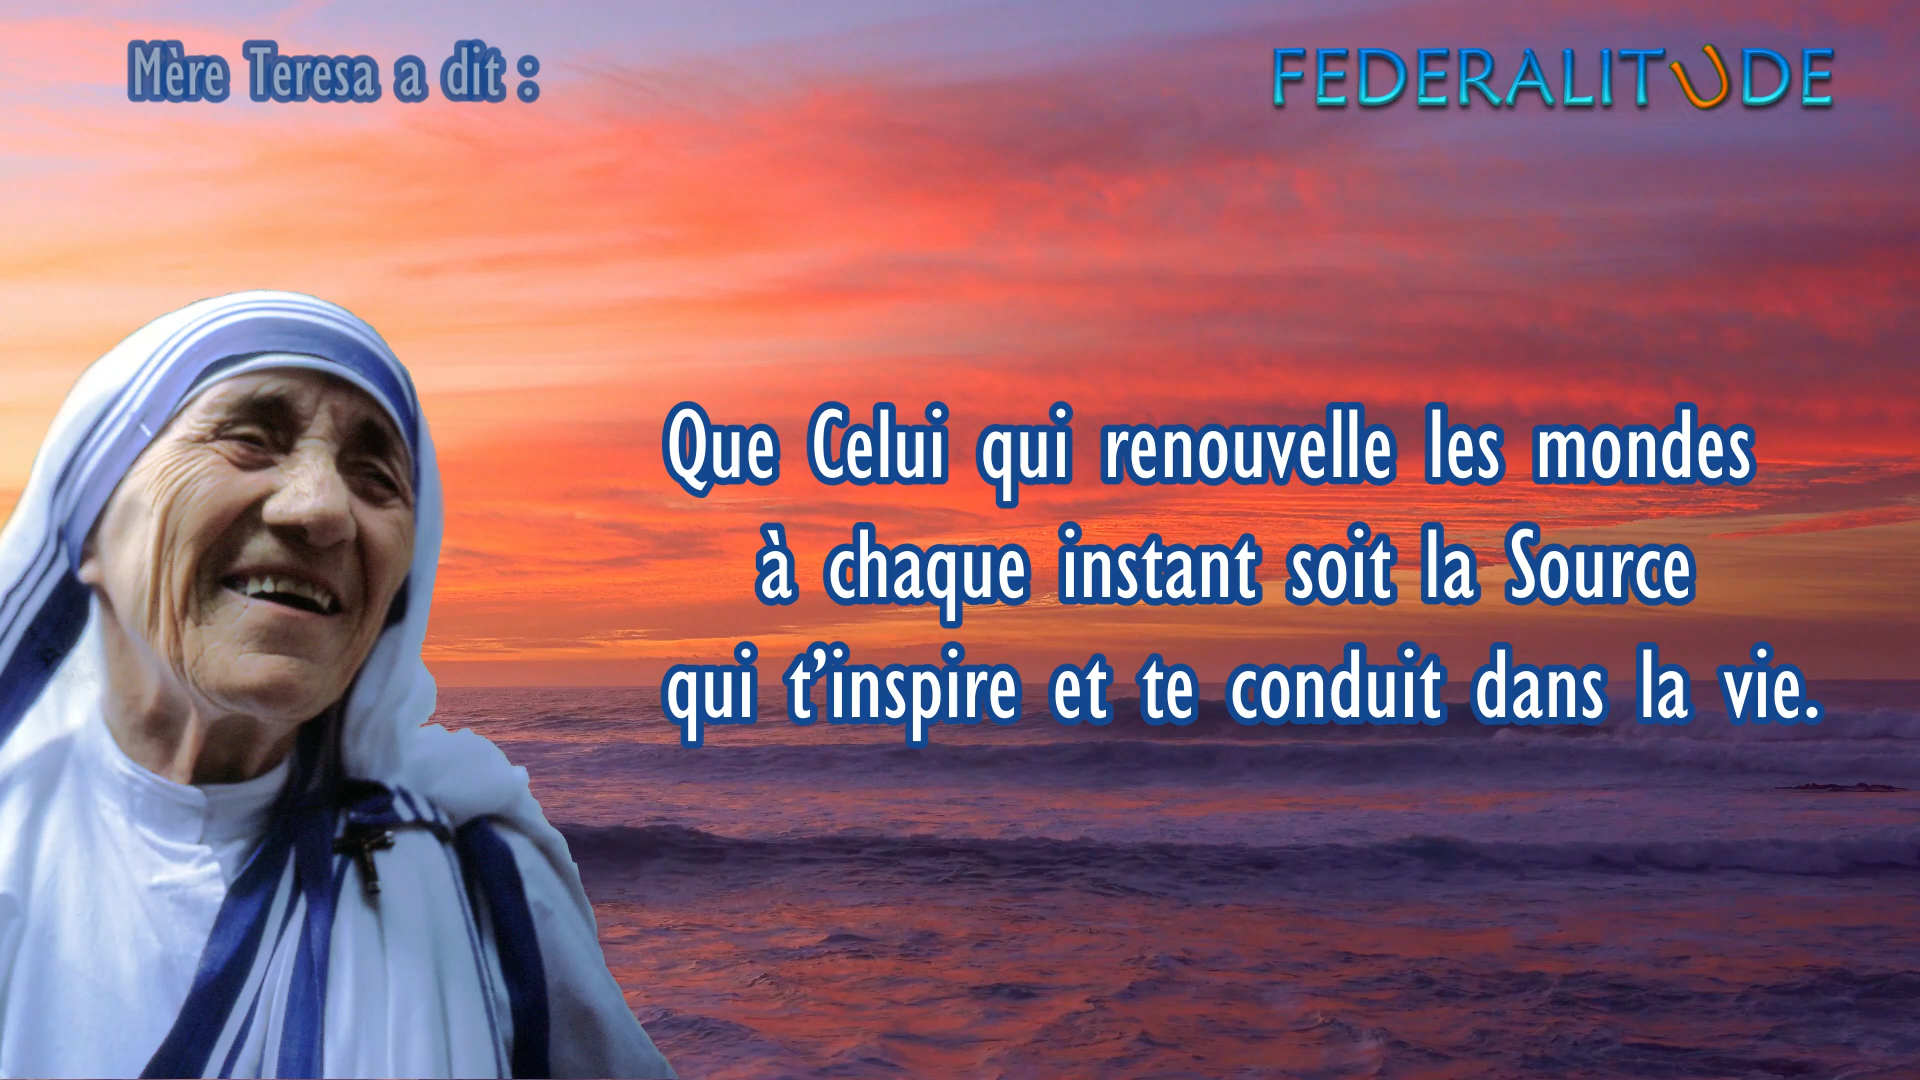 Mère Teresa a dit :
FEDERALITUDE
Que Celui qui renouvelle les mondes
à chaque instant soit la Source
qui t’inspire et te conduit dans la vie.